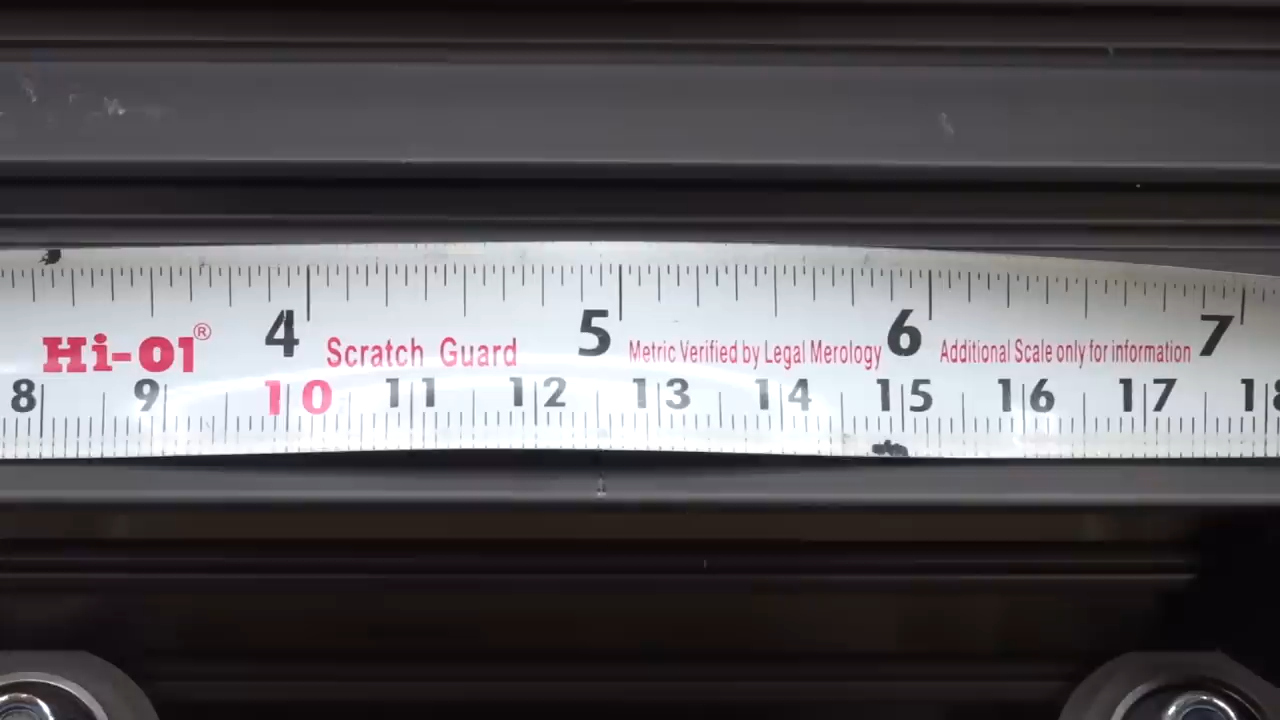 4 5 6 7
Hi-01® Scratch Guard Metric Verified by Legal Merology Additional Scale only for information
8 9 10 11 12 13 14 15 16 17 18